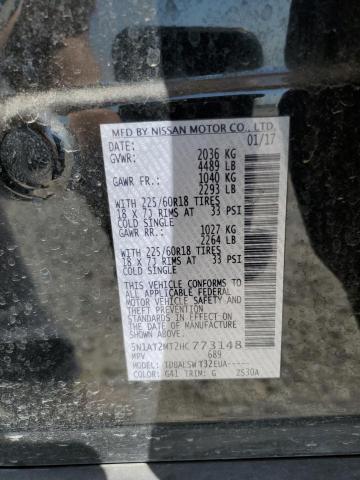 MFD BY NISSAN MOTOR CO., LTD.
DATE: 01/17
GVWR: 2036 KG
4489 LB
GAWR FR.: 1040 KG
2293 LB
WITH 225/60R18 TIRES
18 X 7J RIMS AT 33 PSI
COLD SINGLE
GAWR RR.: 1027 KG
2264 LB
WITH 225/60R18 TIRES
18 X 7J RIMS AT 33 PSI
COLD SINGLE
THIS VEHICLE CONFORMS TO
ALL APPLICABLE FEDERAL
MOTOR VEHICLE SAFETY
AND THEFT PREVENTION
STANDARDS IN EFFECT ON
THE DATE OF MANUFACTURE
SHOWN ABOVE.
5N1AT2MT2HC773148
MPV 689
MODEL:
COLOR: G41 TRIM: G 2S30A